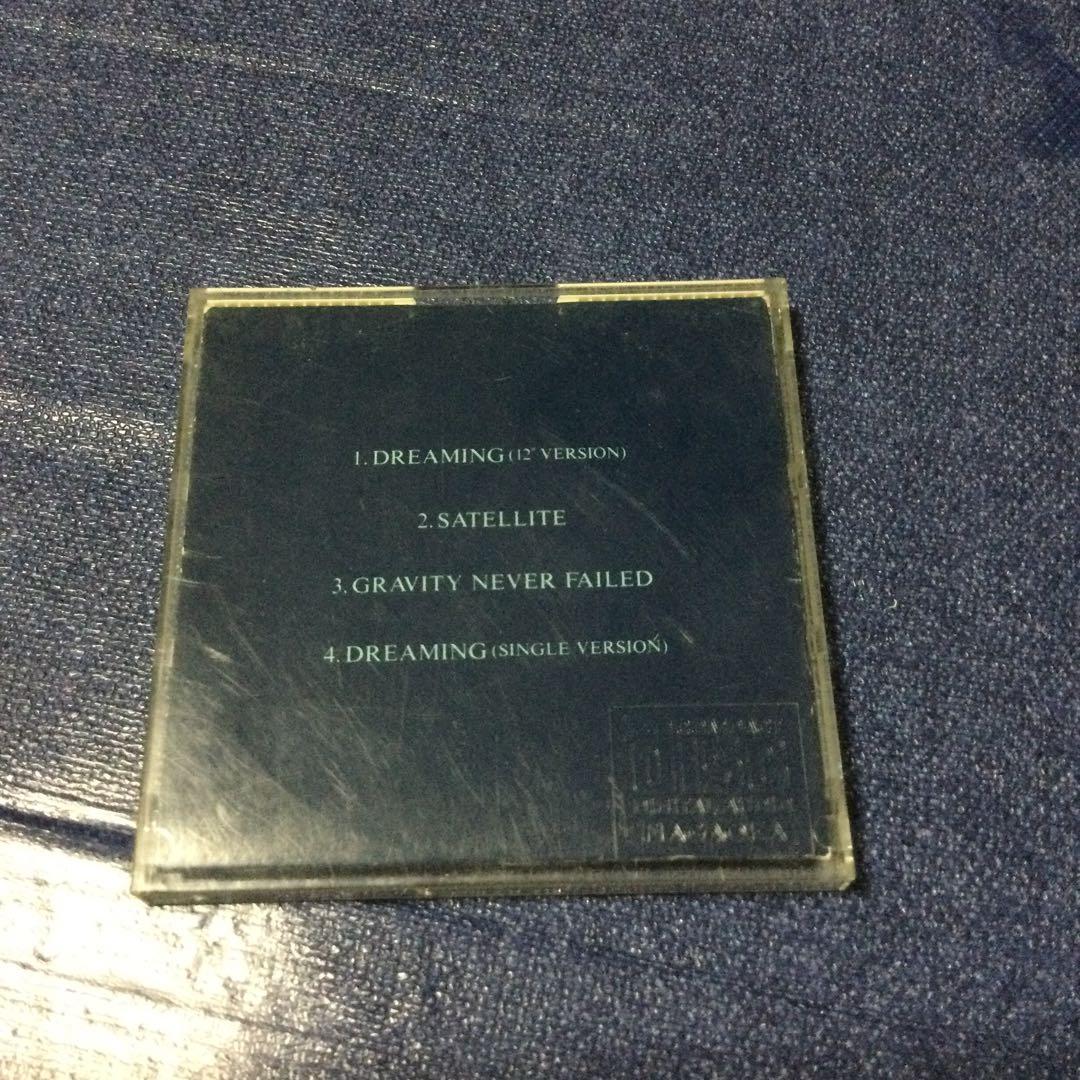 1. DREAMING (12" VERSION)
2. SATELLITE
3. GRAVITY NEVER FAILED
4. DREAMING (SINGLE VERSION)